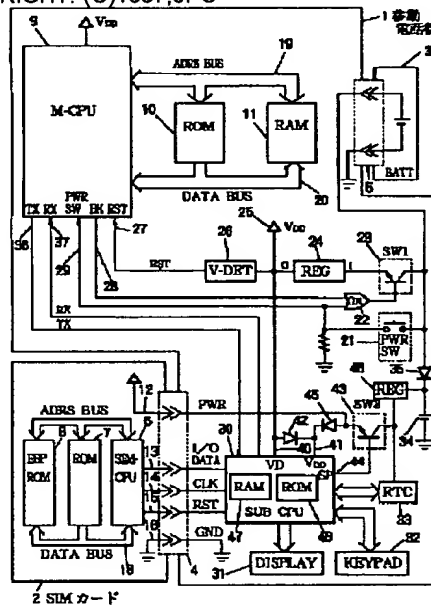 RIGHT: (C)1997,JPO
9
VDD
1 移動
電話機
3
M-CPU
ADRS BUS
19
10
ROM
11
RAM
DATA BUS
20
BATT
5
PWR
TX RX SW BK RST
36
37
29
28
27
25
VDD
26
24
23
SW1
RST
V-DET
O
REG
I
22
RX
TX
21
PWR
SW
46
REG
35
34
12
ADRS BUS
PWR
6
42
45
43
SW2
8
7
13
I/O
DATA
30
40
41
44
VD
VDD
EEP
ROM
ROM
SIM-
CPU
14
15
16
CLK
RST
GND
RAM
ROM
SUB CPU
47
48
RTC
33
DATA BUS
18
4
2 SIM カード
31
DISPLAY
KEYPAD
32